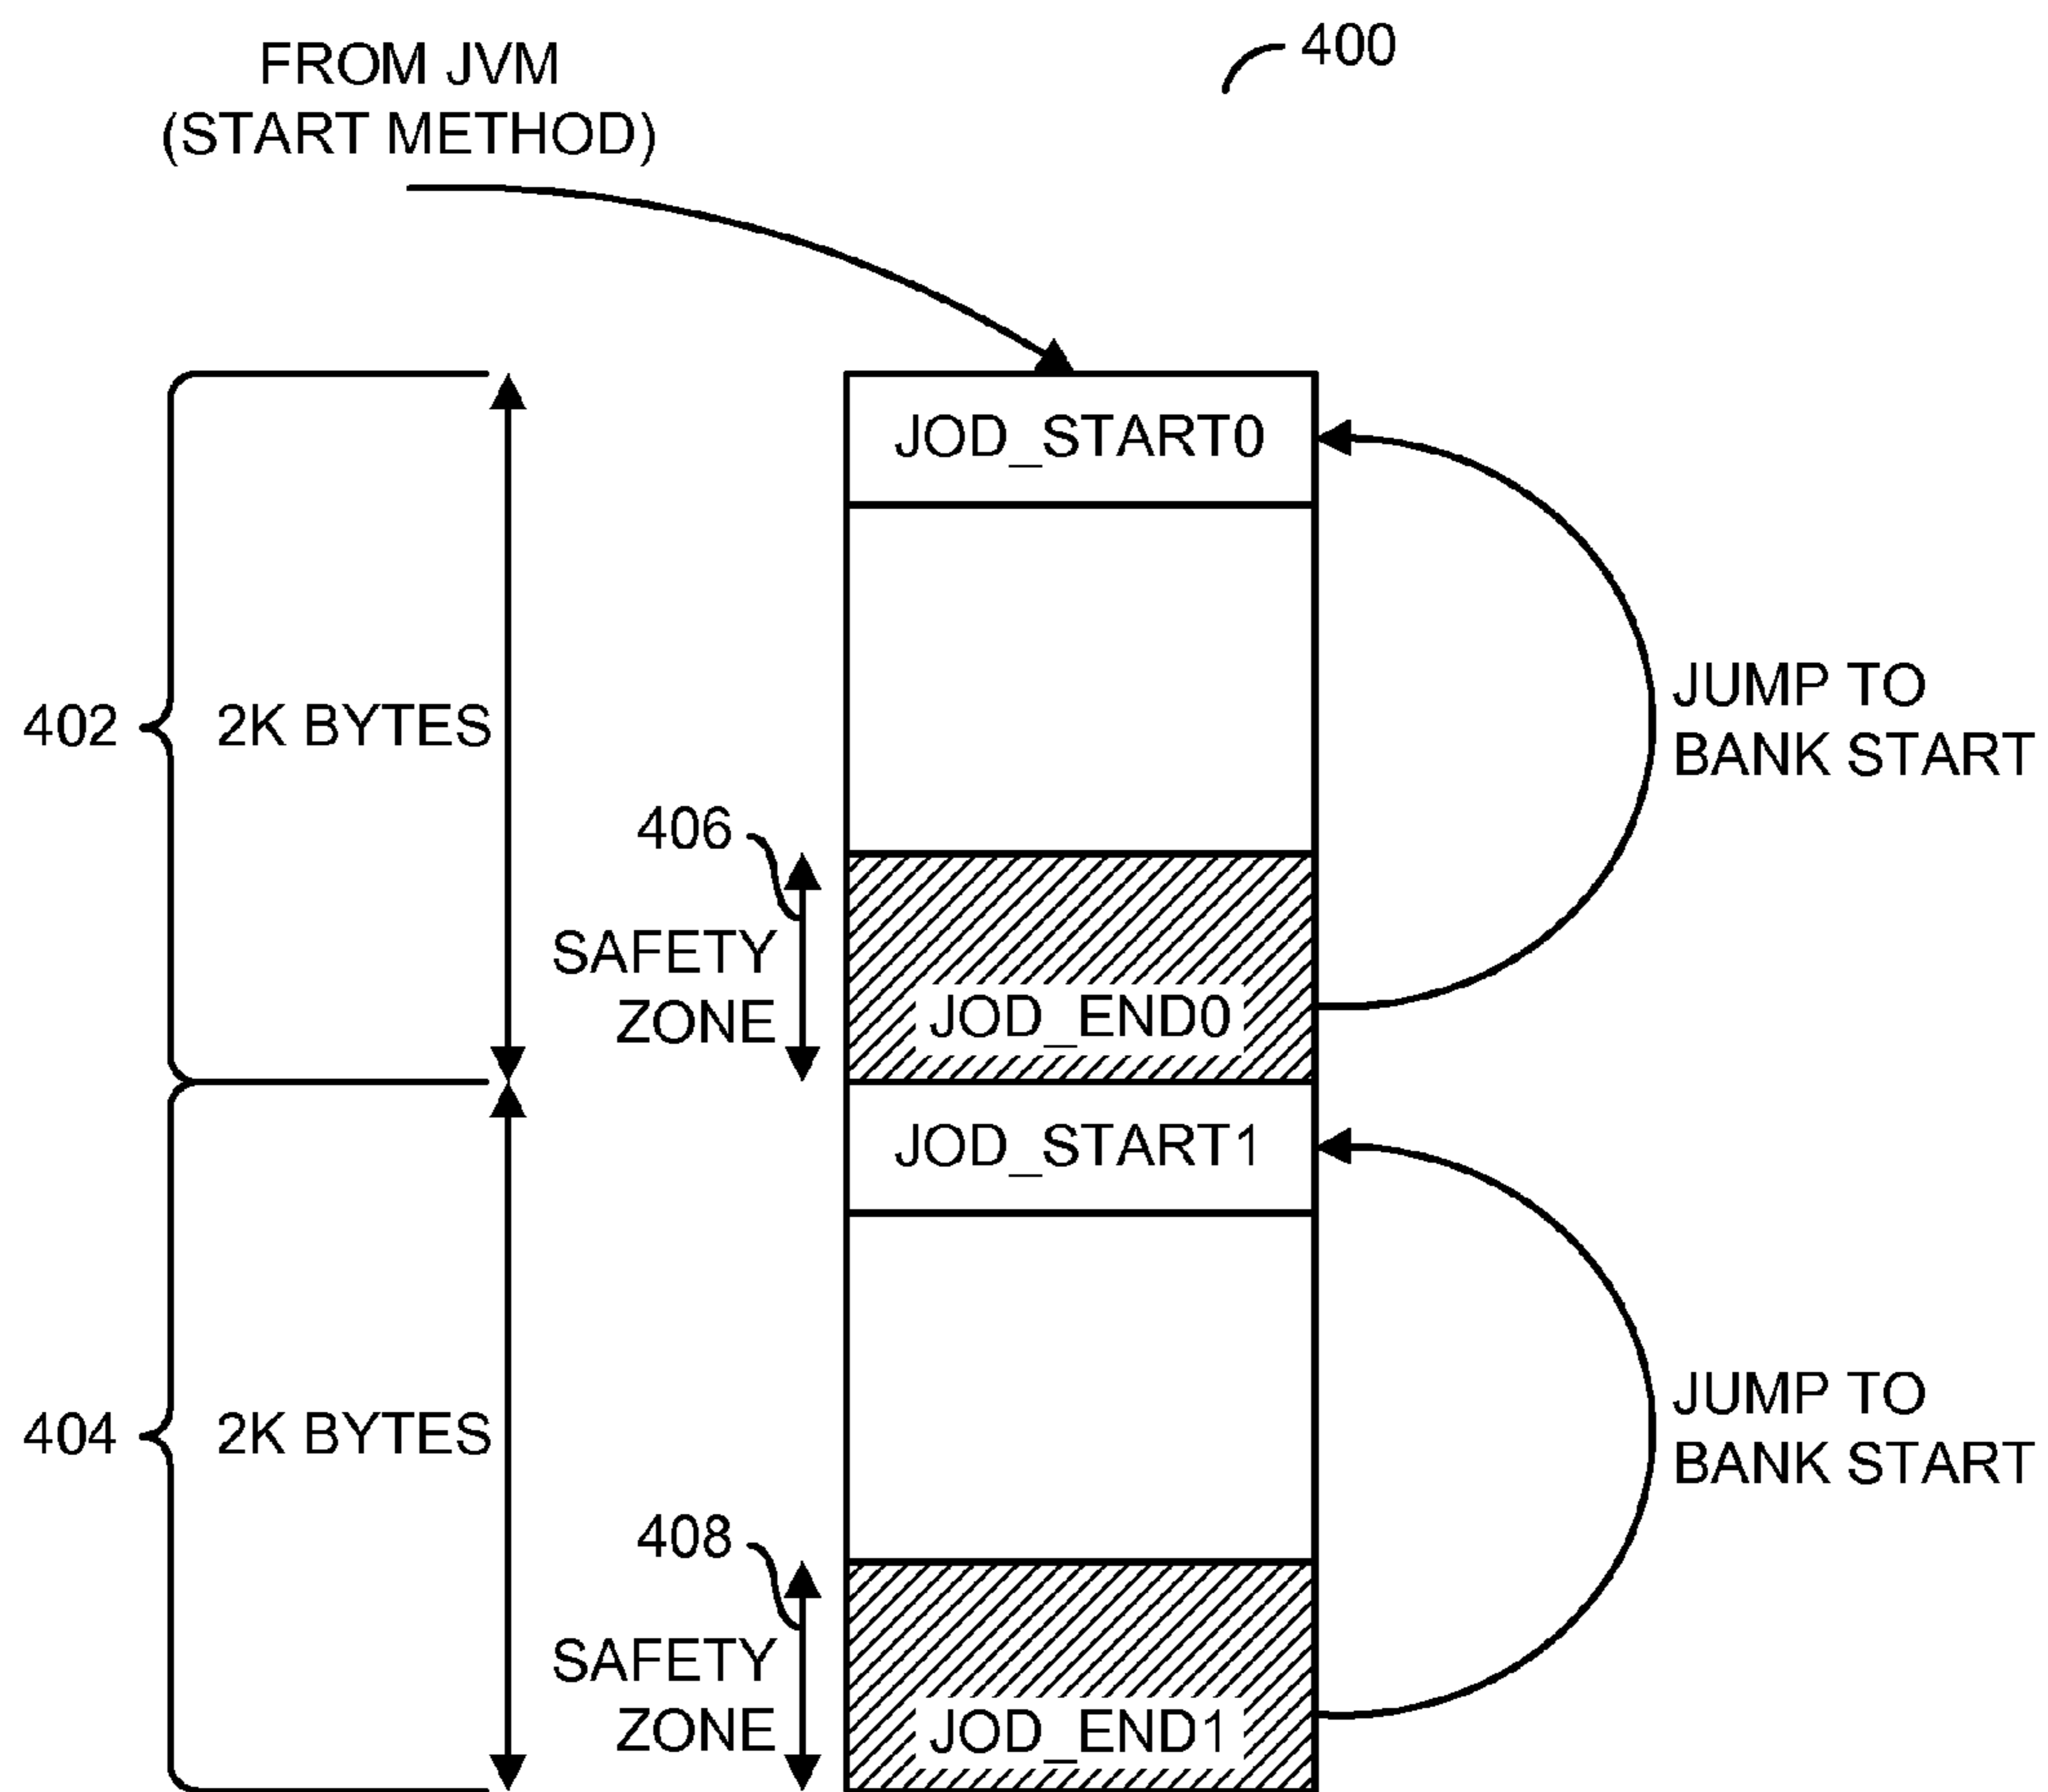 FROM JVM
(START METHOD)
400
JOD_START0
402
2K BYTES
JUMP TO
BANK START
406
SAFETY
ZONE
JOD_END0
JOD_START1
404
2K BYTES
JUMP TO
BANK START
408
SAFETY
ZONE
JOD_END1